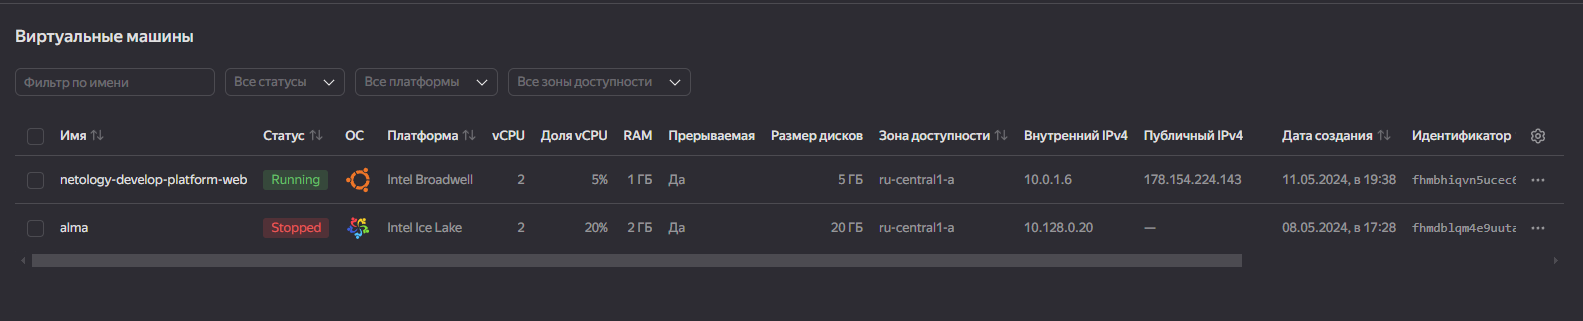 Виртуальные машины
Фильтр по имени Все статусы Все платформы Все зоны доступности
Имя Статус ОС Платформа vCPU Доля vCPU RAM Прерываемая Размер дисков Зона доступности Внутренний IPv4 Публичный IPv4 Дата создания Идентификатор
netology-develop-platform-web Running Intel Broadwell 2 5% 1 ГБ Да 5 ГБ ru-central1-a 10.0.1.6 178.154.224.143 11.05.2024, в 19:38 fhmbhiqvn5ucec6
alma Stopped Intel Ice Lake 2 20% 2 ГБ Да 20 ГБ ru-central1-a 10.128.0.20 — 08.05.2024, в 17:28 fhmdblqm4e9uuta